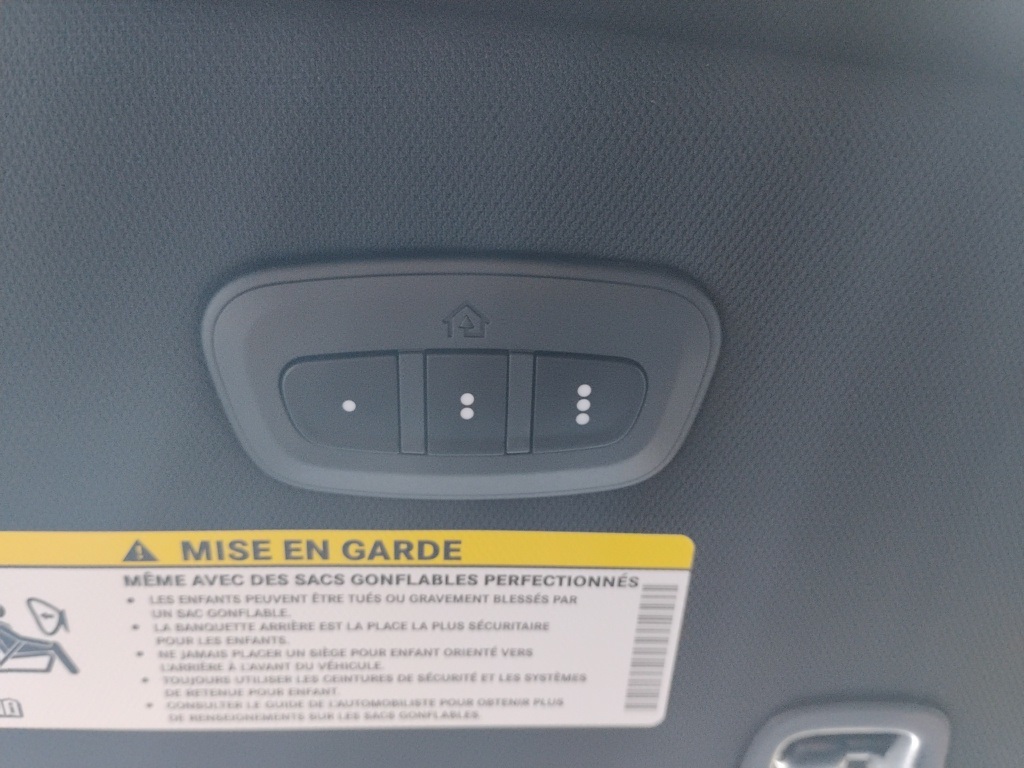 MISE EN GARDE
MÊME AVEC DES SACS GONFLABLES PERFECTIONNÉS
• LES ENFANTS PEUVENT ÊTRE TUÉS OU GRAVEMENT BLESSÉS PAR
UN SAC GONFLABLE.
• LA BANQUETTE ARRIÈRE EST LA PLACE LA PLUS SÉCURITAIRE
POUR LES ENFANTS.
• NE JAMAIS PLACER UN SIÈGE POUR ENFANT ORIENTÉ VERS
L'ARRIÈRE À L'AVANT DU VÉHICULE.
• TOUJOURS UTILISER LES CEINTURES DE SÉCURITÉ ET LES SYSTÈMES
DE RETENUE POUR ENFANT.
• CONSULTER LE GUIDE DE L'AUTOMOBILISTE POUR OBTENIR PLUS
DE RENSEIGNEMENTS SUR LES SACS GONFLABLES.